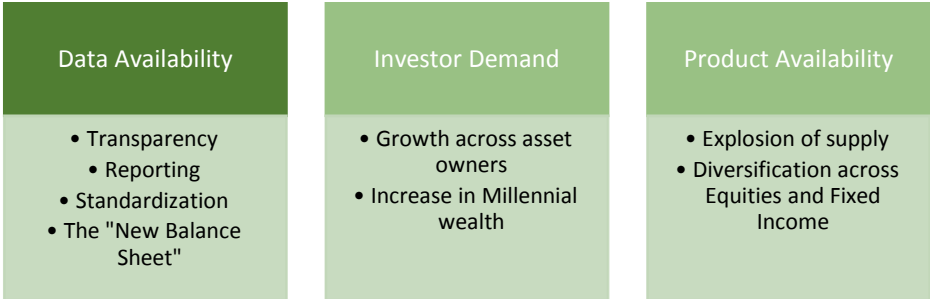 Data Availability
• Transparency
• Reporting
• Standardization
• The "New Balance
Sheet"
Investor Demand
• Growth across asset
owners
• Increase in Millennial
wealth
Product Availability
• Explosion of supply
• Diversification across
Equities and Fixed
Income